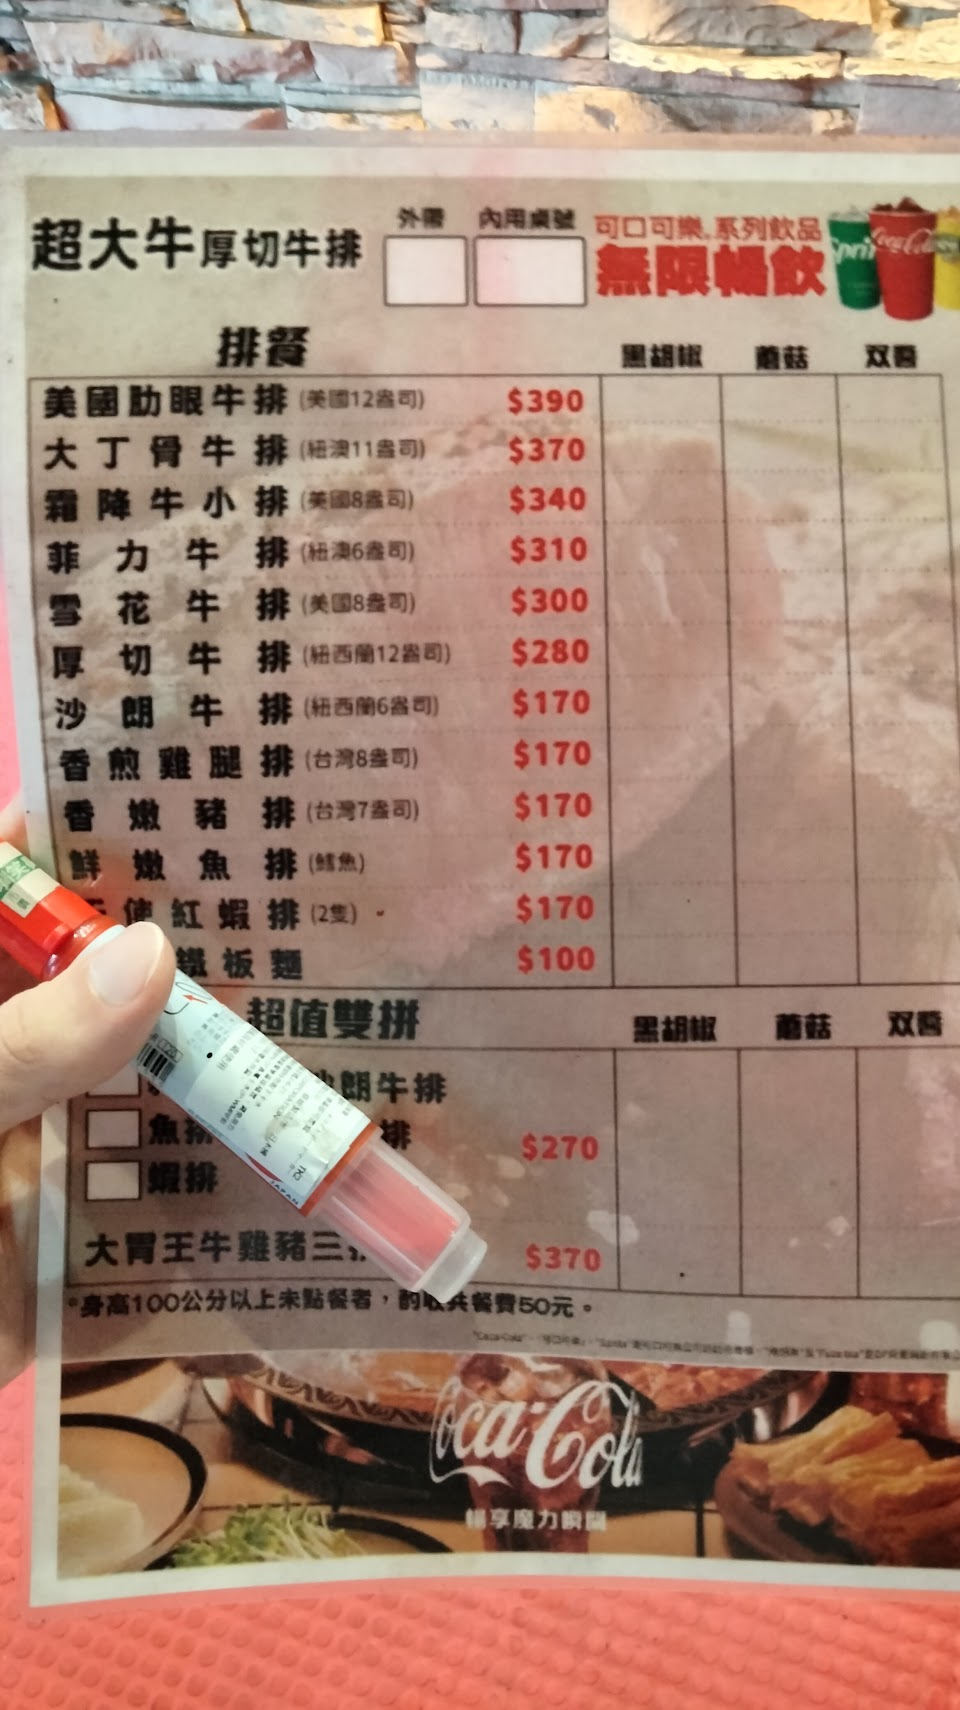 超大牛厚切牛排
外帶 內用桌號
可口可樂®系列飲品
無限暢飲
Sprite Coca-Cola
排餐 黑胡椒 蘑菇 双醬
美國肋眼牛排 (美國12盎司) $390
大丁骨牛排 (紐澳11盎司) $370
霜降牛小排 (美國8盎司) $340
菲力牛排 (紐澳6盎司) $310
雪花牛排 (美國8盎司) $300
厚切牛排 (紐西蘭12盎司) $280
沙朗牛排 (紐西蘭6盎司) $170
香煎雞腿排 (台灣8盎司) $170
香嫩豬排 (台灣7盎司) $170
鮮嫩魚排 (鱈魚) $170
天使紅蝦排 (2隻) $170
鐵板麵 $100
超值雙拼 黑胡椒 蘑菇 双醬
朗牛排
魚排 排 $270
蝦排
大胃王牛雞豬三 $370
*身高100公分以上未點餐者，酌收共餐費50元。
Coca-Cola
暢享魔力瞬間
JAPAN